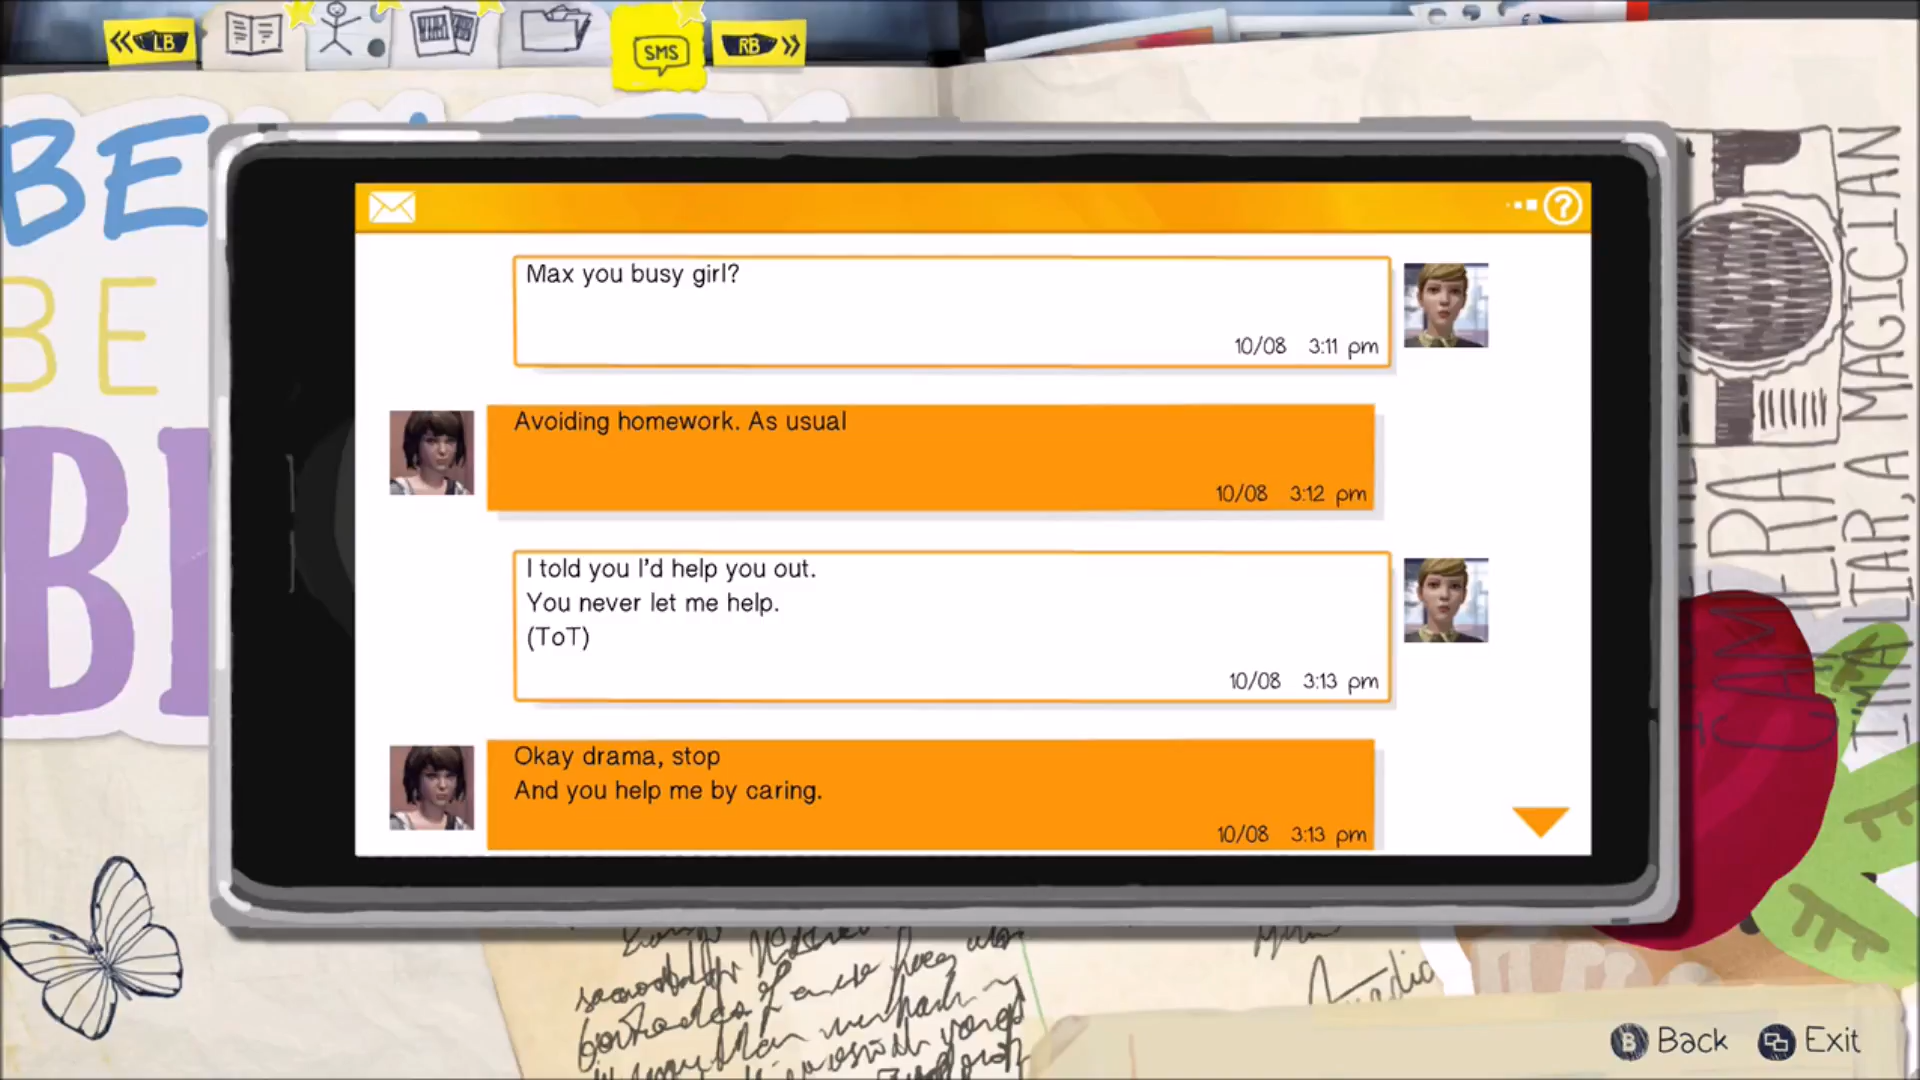 LB
SMS
RB
BE
BE
Max you busy girl?
10/08 3:11 pm
Avoiding homework. As usual
10/08 3:12 pm
I told you I'd help you out.
You never let me help.
(ToT)
10/08 3:13 pm
Okay drama, stop
And you help me by caring.
10/08 3:13 pm
CAMERA
I'M A LIAR, A MAGICIAN
B Back
Exit